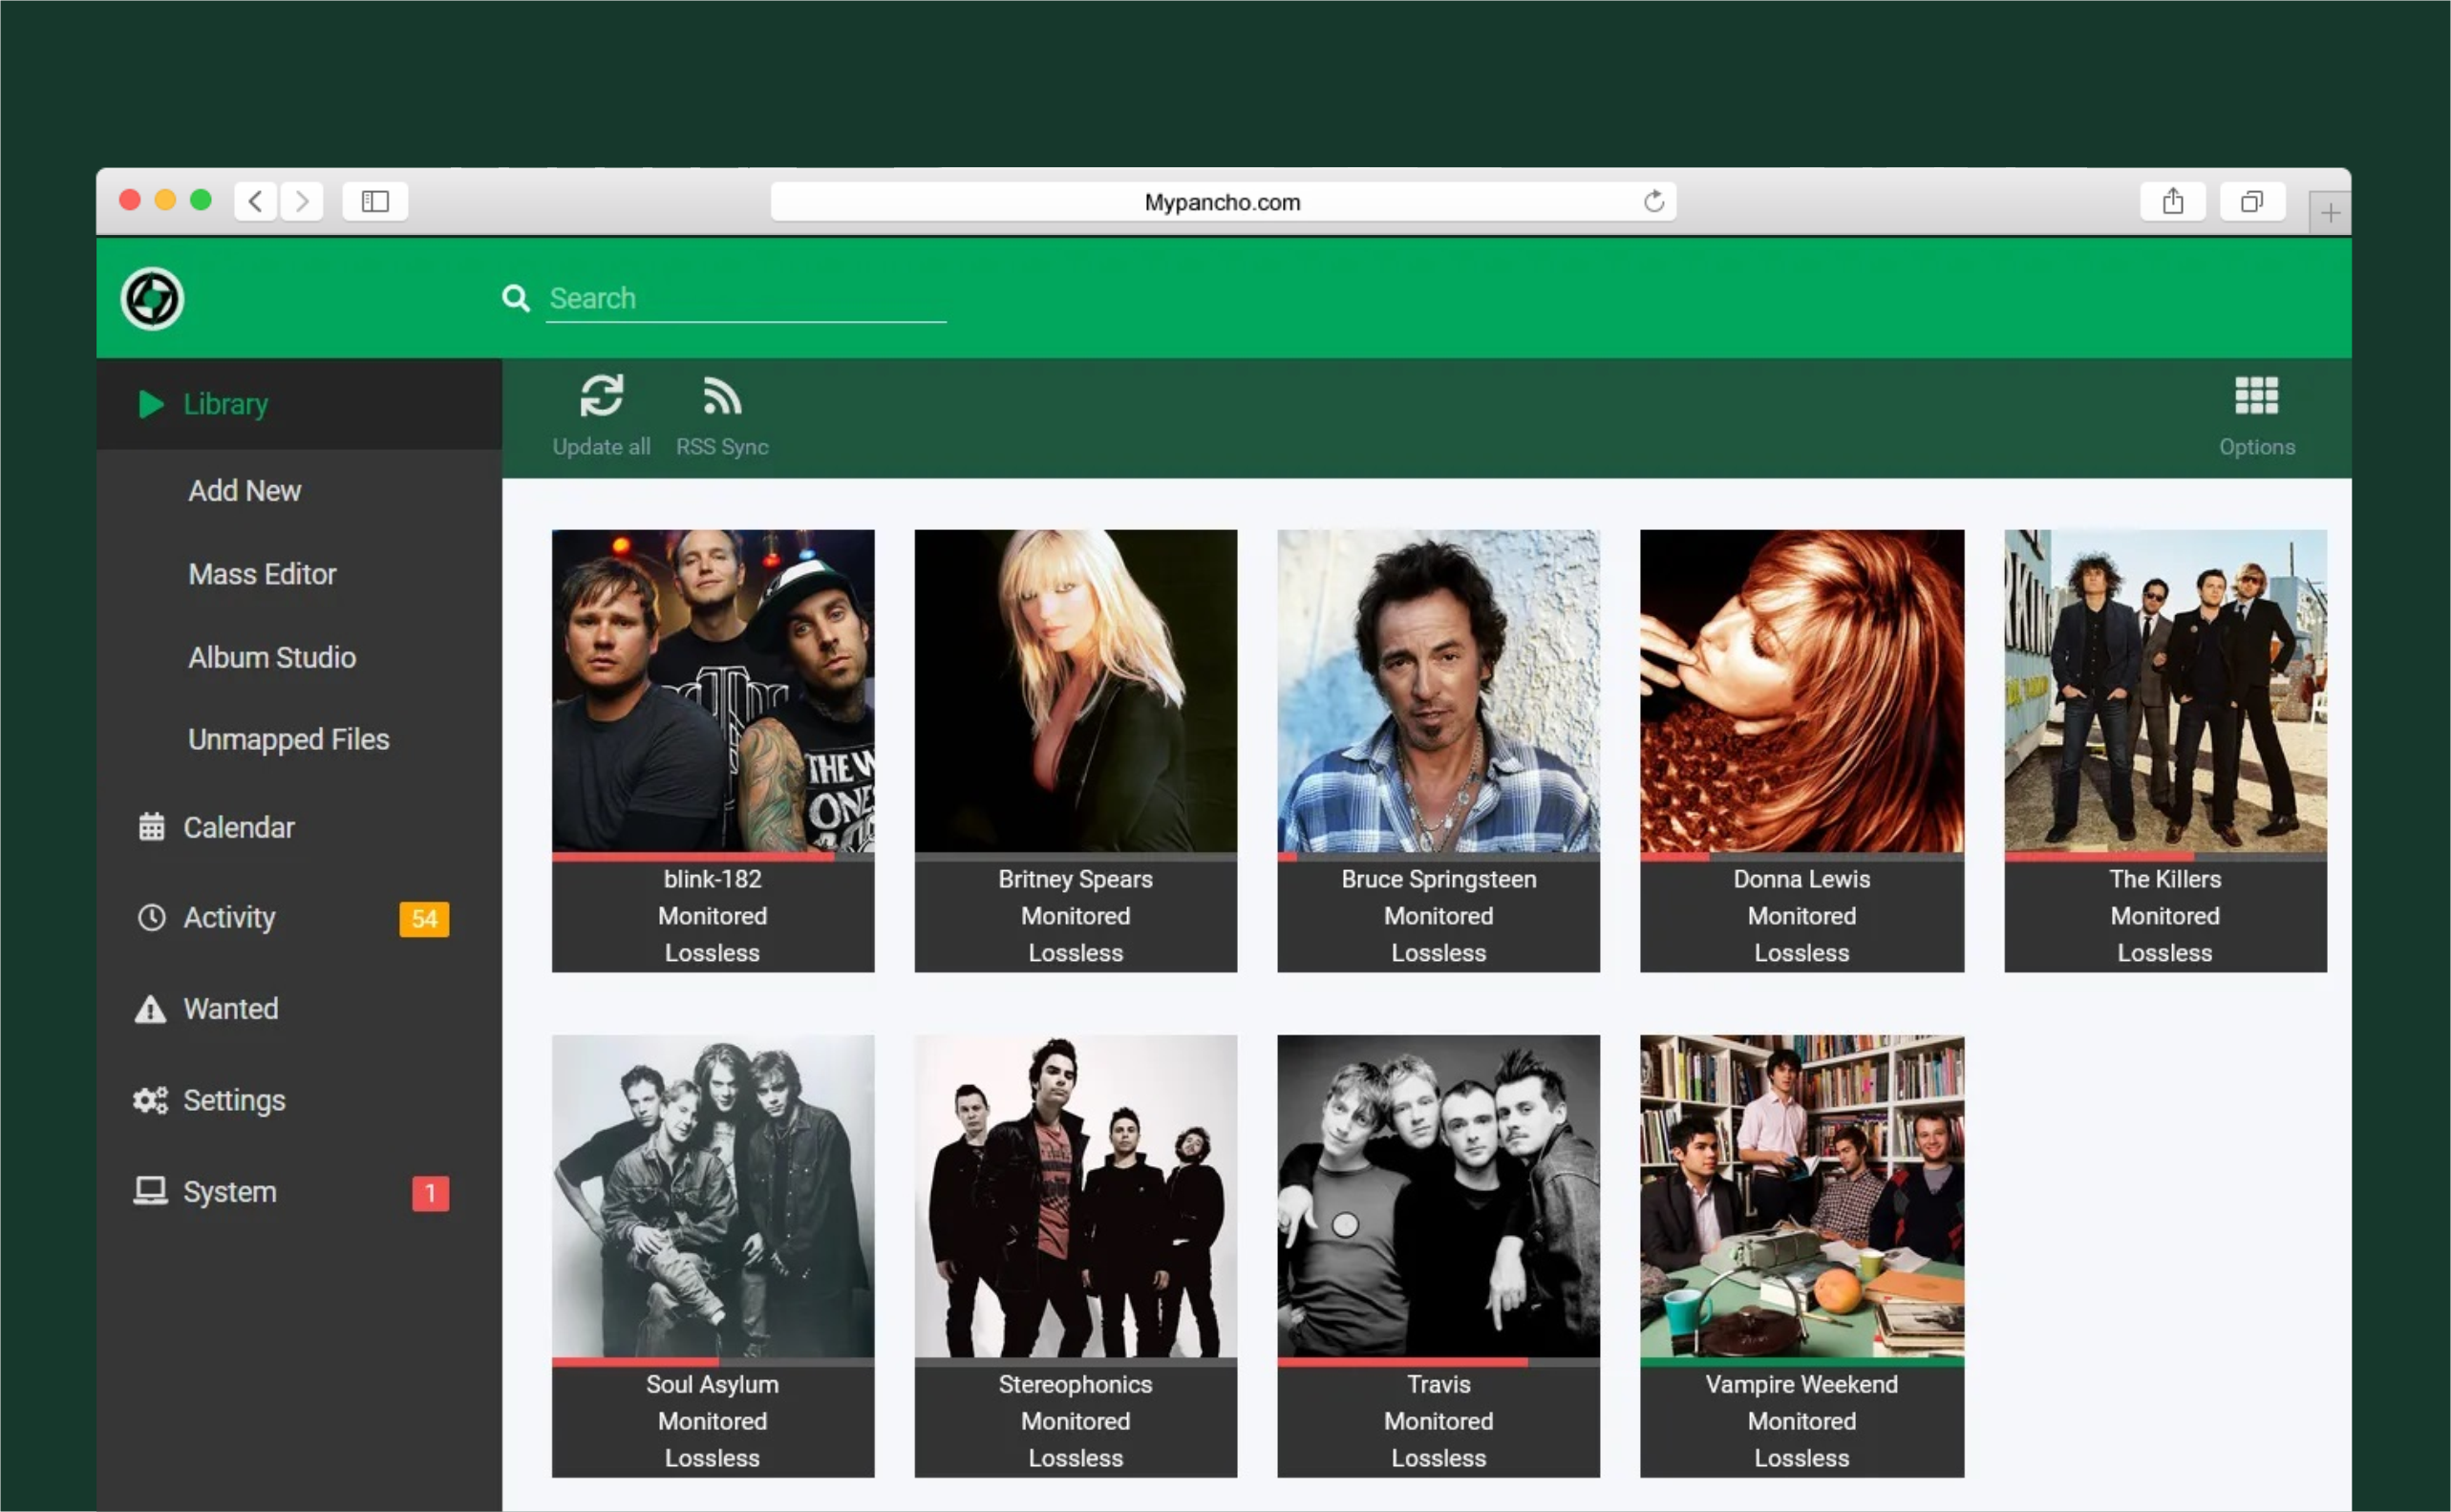 Mypancho.com
Search
Library
Update all
RSS Sync
Options
Add New
Mass Editor
Album Studio
Unmapped Files
Calendar
Activity
54
Wanted
Settings
System
1
THE
ONE
blink-182
Monitored
Lossless
Britney Spears
Monitored
Lossless
Bruce Springsteen
Monitored
Lossless
Donna Lewis
Monitored
Lossless
The Killers
Monitored
Lossless
Soul Asylum
Monitored
Lossless
Stereophonics
Monitored
Lossless
Travis
Monitored
Lossless
Vampire Weekend
Monitored
Lossless